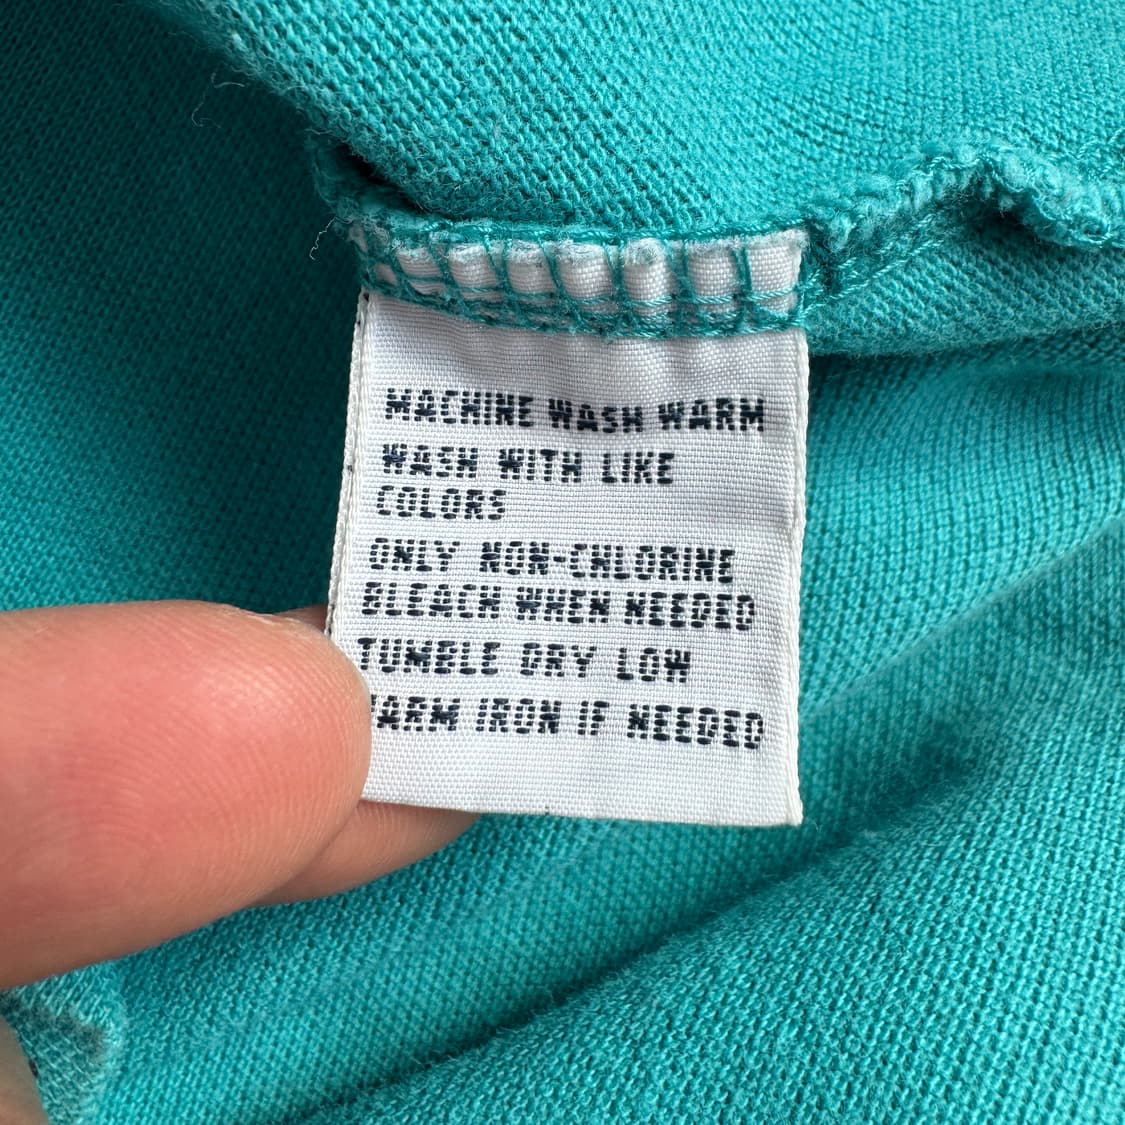 MACHINE WASH WARM
WASH WITH LIKE
COLORS
ONLY NON-CHLORINE
BLEACH WHEN NEEDED
TUMBLE DRY LOW
WARM IRON IF NEEDED